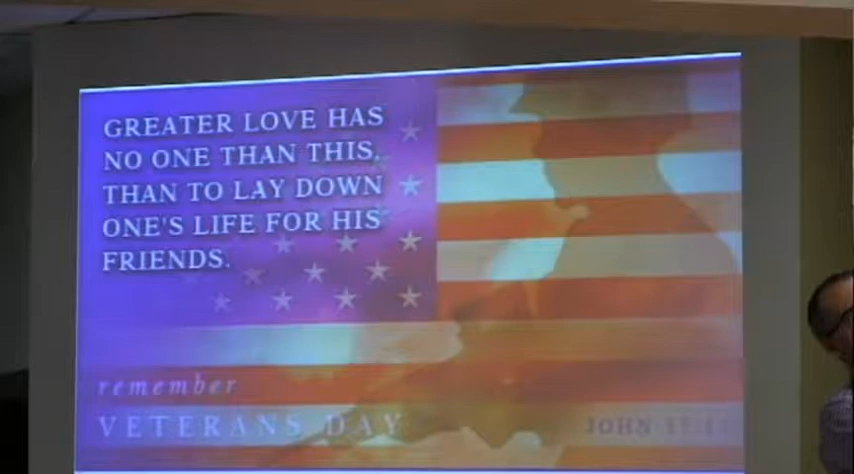 GREATER LOVE HAS
NO ONE THAN THIS,
THAN TO LAY DOWN
ONE'S LIFE FOR HIS
FRIENDS.
remember
VETERANS DAY
JOHN